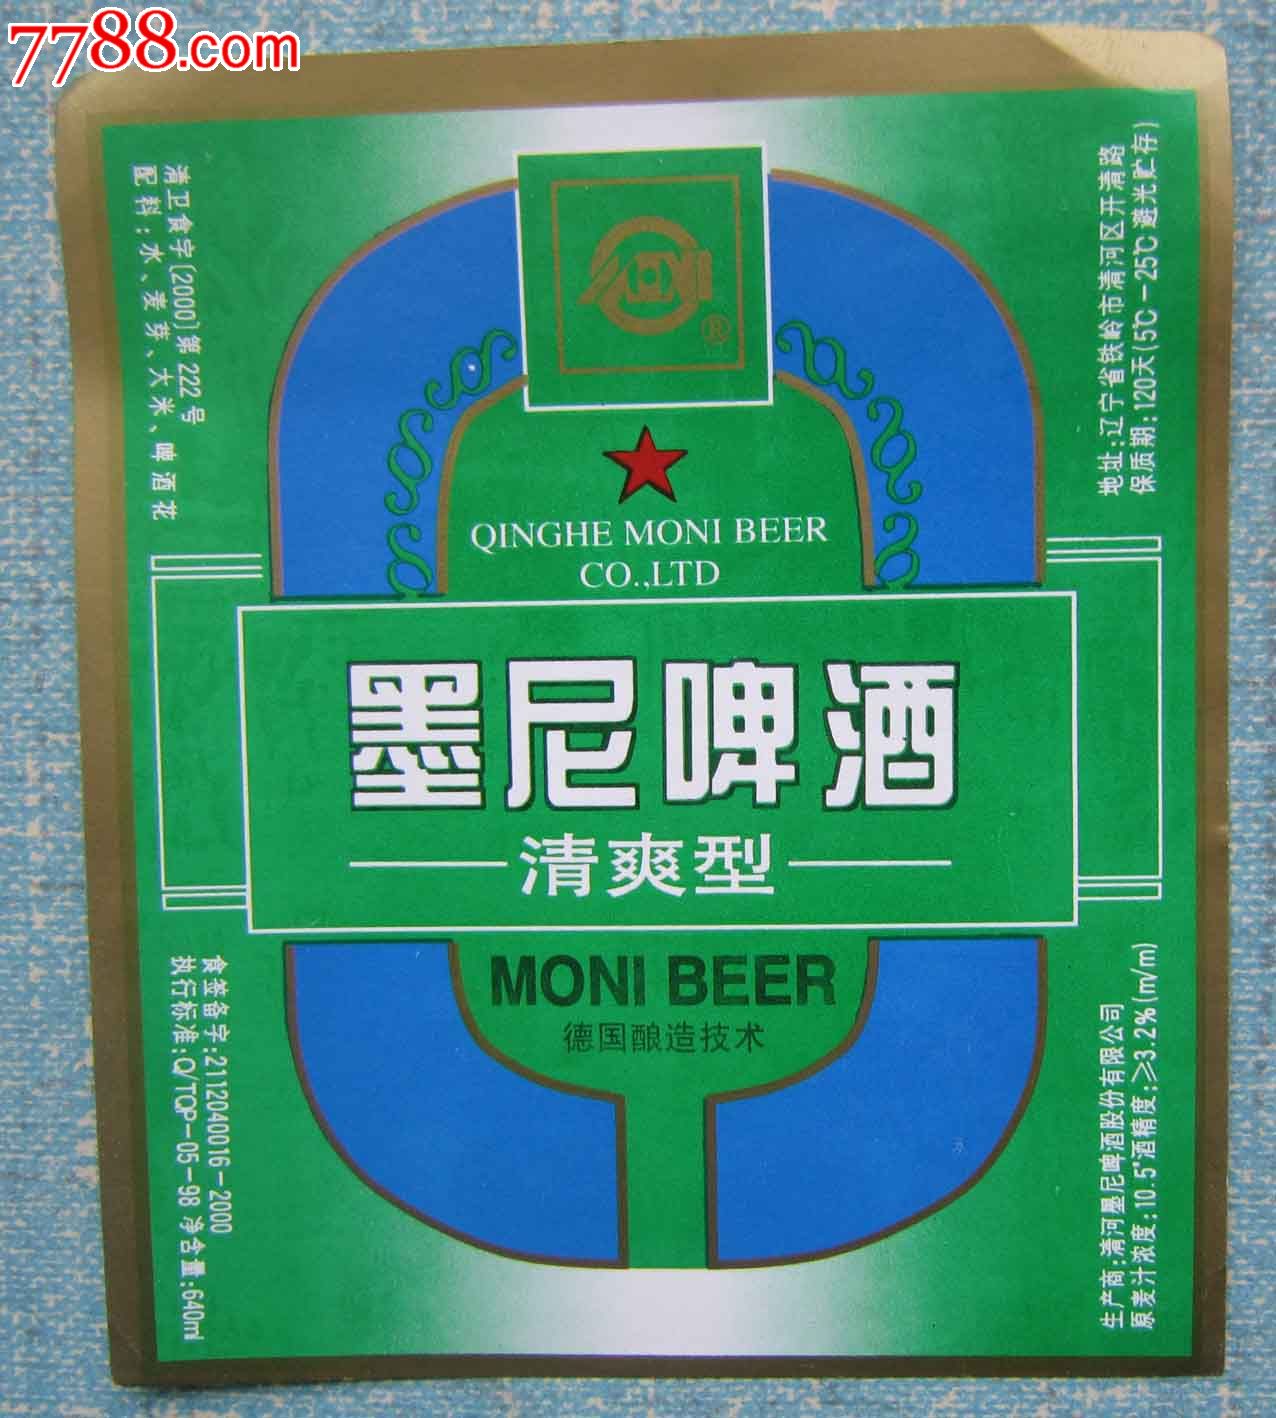 7788.com
清卫食字(2000)第222号
配料：水、麦芽、大米、啤酒花
地址:辽宁省铁岭市清河区开清路
保质期:120天(5℃-25℃避光贮存)
®
QINGHE MONI BEER
CO.,LTD
墨尼啤酒
清爽型
MONI BEER
德国酿造技术
食签备字:2112040016-2000
执行标准:Q/TQP-05-98 净含量:640ml
生产商:清河墨尼啤酒股份有限公司
原麦汁浓度:10.5°酒精度:≥3.2%(m/m)